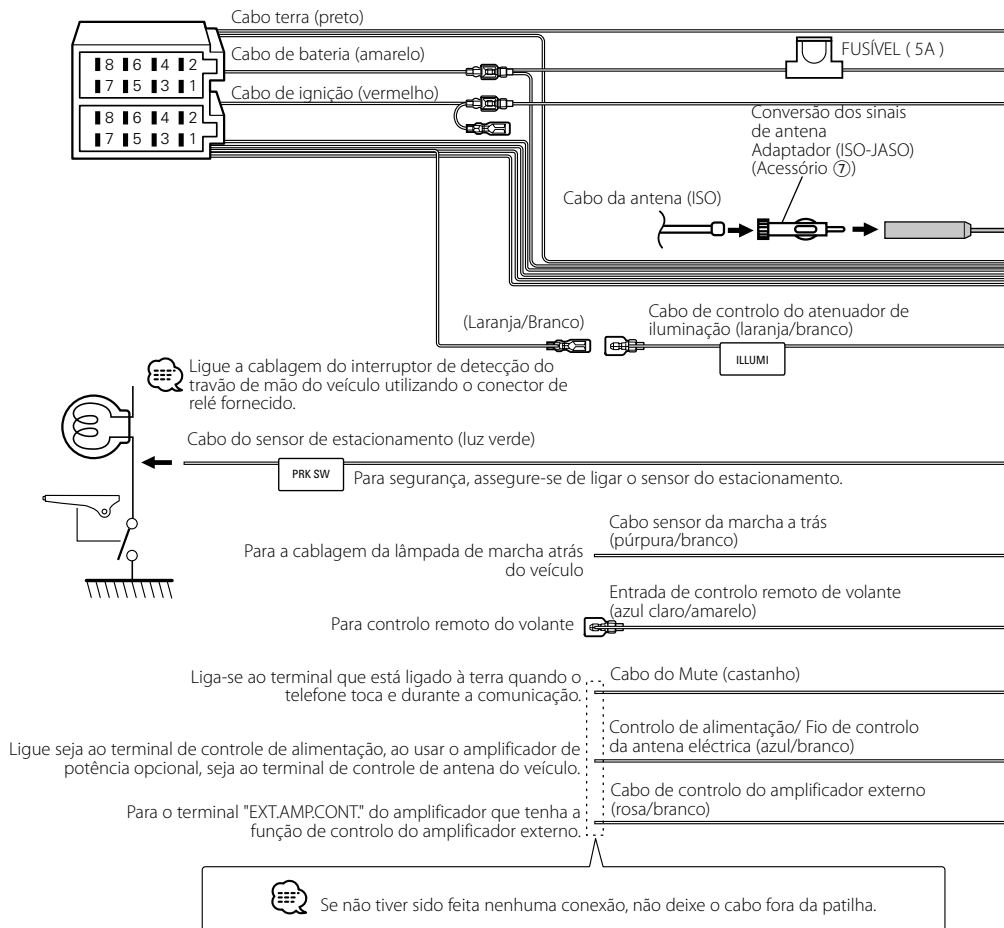 Cabo terra (preto)
Cabo de bateria (amarelo)
FUSÍVEL ( 5A )
8 6 4 2
7 5 3 1
Cabo de ignição (vermelho)
8 6 4 2
7 5 3 1
Conversão dos sinais
de antena
Adaptador (ISO-JASO)
(Acessório ⑦)
Cabo da antena (ISO)
(Laranja/Branco)
Cabo de controlo do atenuador de
iluminação (laranja/branco)
ILLUMI
Ligue a cablagem do interruptor de detecção do
travão de mão do veículo utilizando o conector de
relé fornecido.
Cabo do sensor de estacionamento (luz verde)
PRK SW
Para segurança, assegure-se de ligar o sensor do estacionamento.
Cabo sensor da marcha a trás
(púrpura/branco)
Para a cablagem da lâmpada de marcha atrás
do veículo
Entrada de controlo remoto de volante
(azul claro/amarelo)
Para controlo remoto do volante
Liga-se ao terminal que está ligado à terra quando o
telefone toca e durante a comunicação.
Cabo do Mute (castanho)
Controlo de alimentação/ Fio de controlo
da antena eléctrica (azul/branco)
Ligue seja ao terminal de controle de alimentação, ao usar o amplificador de
potência opcional, seja ao terminal de controle de antena do veículo.
Cabo de controlo do amplificador externo
(rosa/branco)
Para o terminal "EXT.AMP.CONT." do amplificador que tenha a
função de controlo do amplificador externo.
Se não tiver sido feita nenhuma conexão, não deixe o cabo fora da patilha.